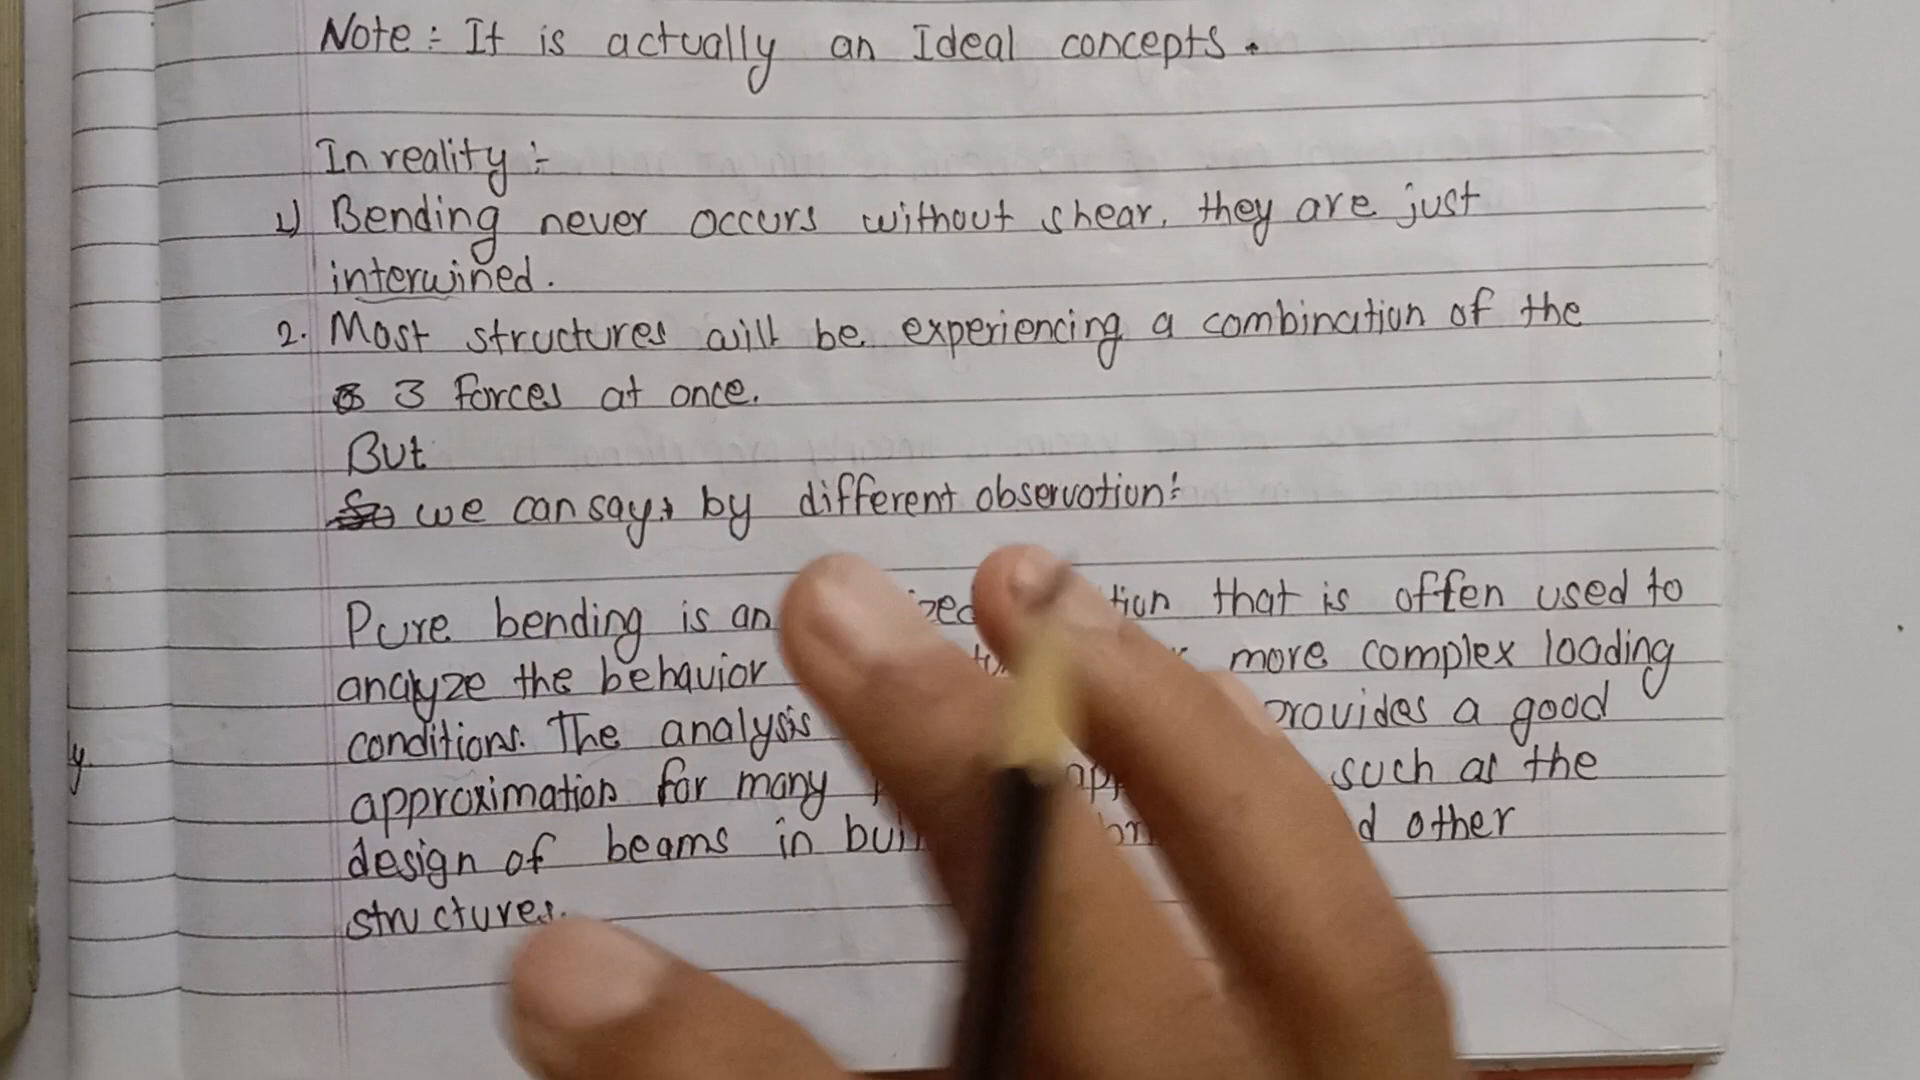 Note:- It is actually an Ideal concepts.
In reality :-
1) Bending never occurs without shear, they are just
interwined.
2. Most structures will be experiencing a combination of the
3 forces at once.
But
we can say, by different observation:
Pure bending is an that is often used to
analyze the behavior more complex loading
conditions. The analysis provides a good
approximation for many such as the
design of beams in other
structures.
y.